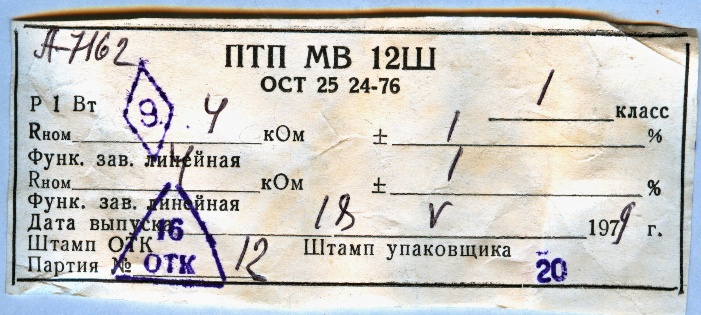 А-7162
ПТП МВ 12Ш
ОСТ 25 24-76
Р 1 Вт 9. 1 класс
Rном 4 кОм ± 1 %
Функ. зав. линейная
Rном 4 кОм ± 1 %
Функ. зав. линейная
Дата выпуска 18 V 1979 г.
Штамп ОТК 16 Штамп упаковщика
Партия № ОТК 12 20